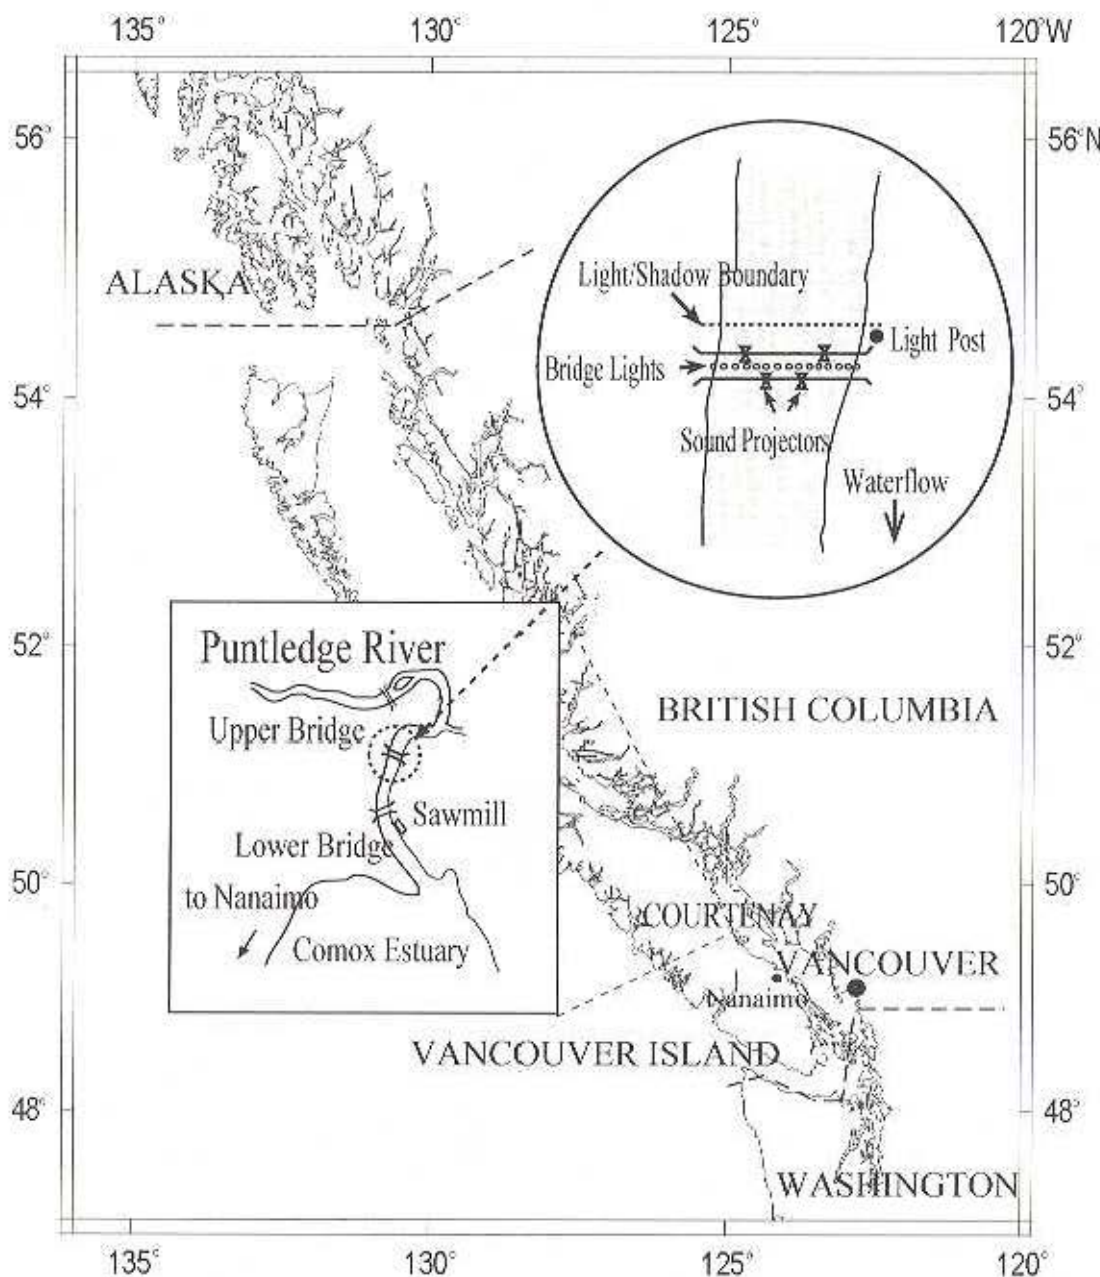 135° 130° 125° 120°W
56° 56°N
ALASKA
Light/Shadow Boundary
Light Post
Bridge Lights
54° 54°
Sound Projectors
Waterflow
52° 52°
Puntledge River
Upper Bridge
BRITISH COLUMBIA
Sawmill
Lower Bridge
50° 50°
to Nanaimo
COURTENAY
Comox Estuary
VANCOUVER
Nanaimo
VANCOUVER ISLAND
48° 48°
WASHINGTON
135° 130° 125° 120°